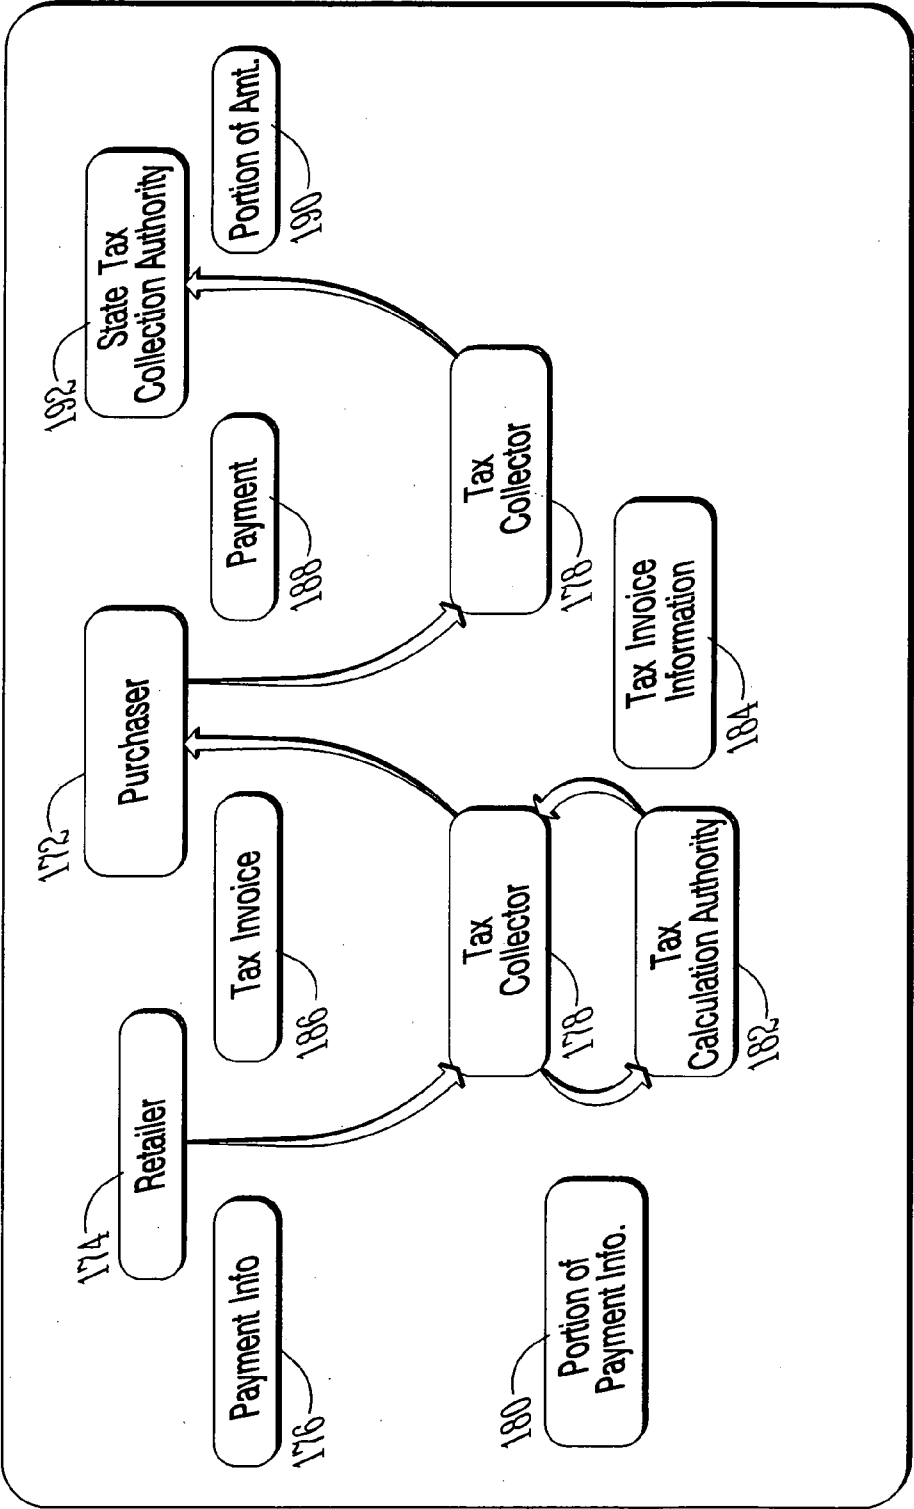 174
Retailer
172
Purchaser
192
State Tax
Collection Authority
Payment Info
176
Tax Invoice
186
Payment
188
Portion of Amt.
190
Tax
Collector
178
Tax
Collector
178
Portion of
Payment Info.
180
Tax
Calculation Authority
182
Tax Invoice
Information
184